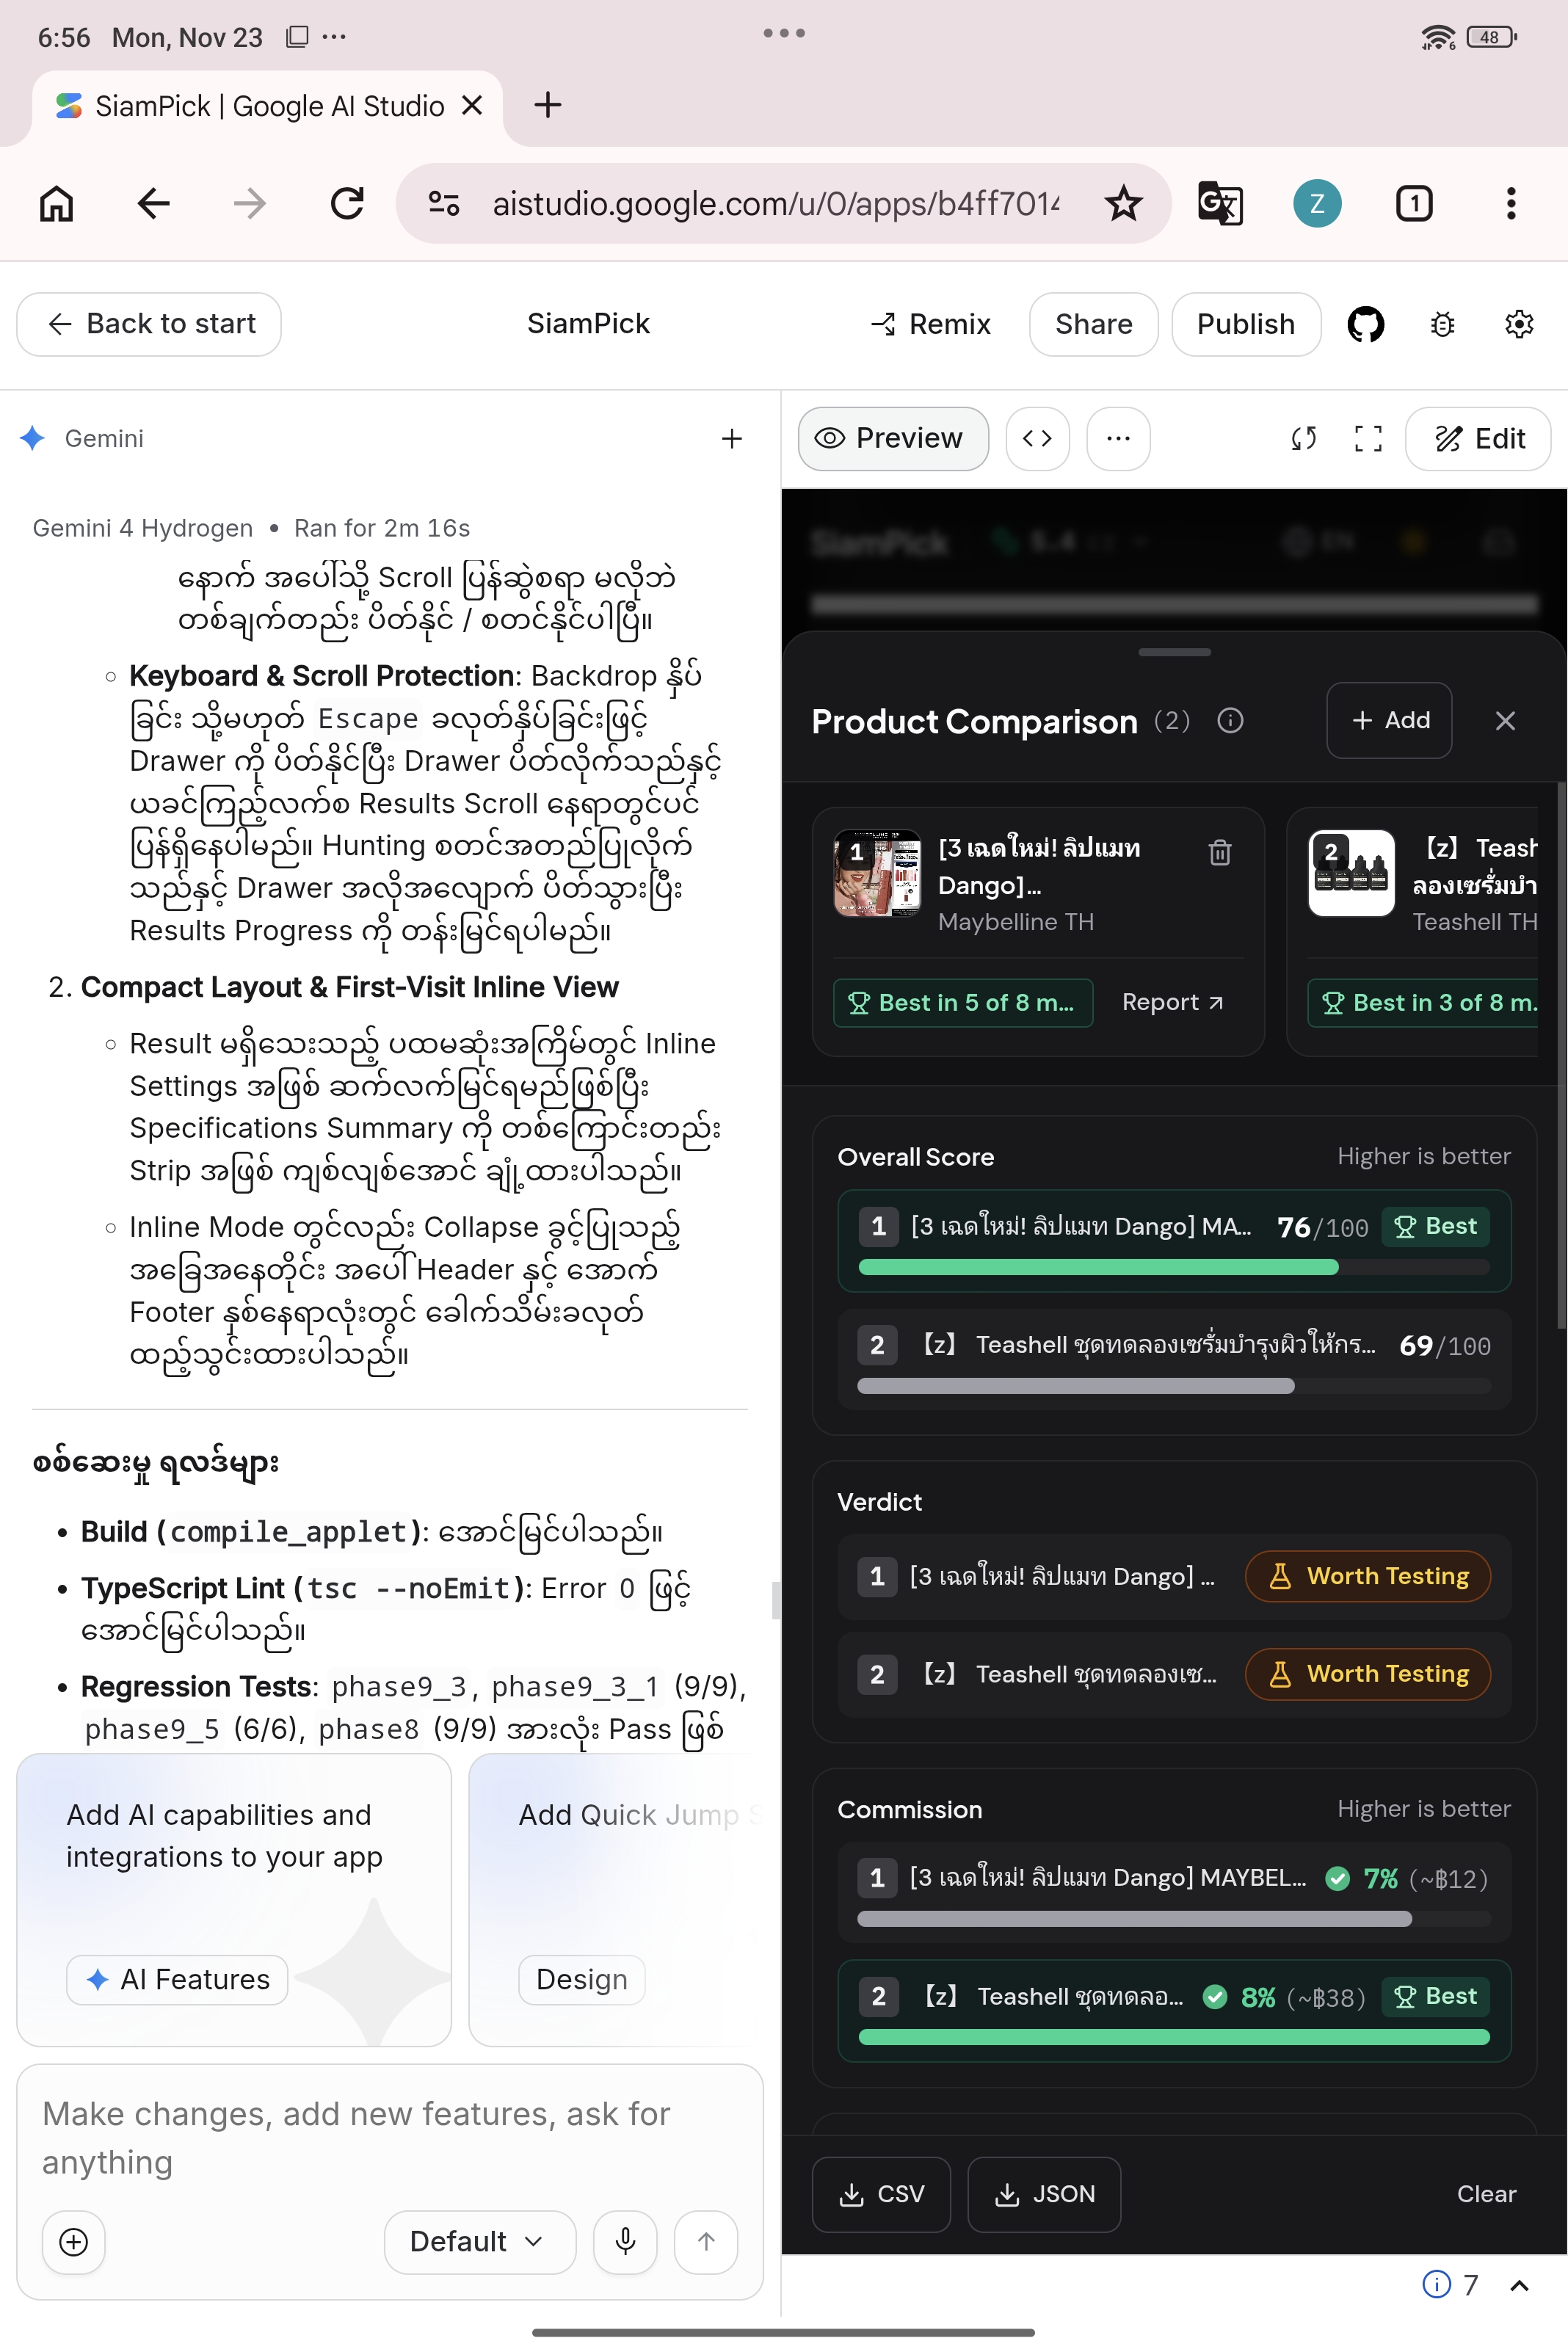 6:56 Mon, Nov 23
48
SiamPick | Google AI Studio
aistudio.google.com/u/0/apps/b4ff7014
Z
1
Back to start
SiamPick
Remix
Share
Publish
Gemini
Gemini 4 Hydrogen • Ran for 2m 16s
နောက် အပေါ်သို့ Scroll ပြန်ဆွဲစရာ မလိုဘဲ
တစ်ချက်တည်း ပိတ်နိုင် / စတင်နိုင်ပါပြီ။
Keyboard & Scroll Protection: Backdrop နှိပ်
ခြင်း သို့မဟုတ် Escape ခလုတ်နှိပ်ခြင်းဖြင့်
Drawer ကို ပိတ်နိုင်ပြီး Drawer ပိတ်လိုက်သည်နှင့်
ယခင်ကြည့်လက်စ Results Scroll နေရာတွင်ပင်
ပြန်ရှိနေပါမည်။ Hunting စတင်အတည်ပြုလိုက်
သည်နှင့် Drawer အလိုအလျောက် ပိတ်သွားပြီး
Results Progress ကို တန်းမြင်ရပါမည်။
2. Compact Layout & First-Visit Inline View
Result မရှိသေးသည့် ပထမဆုံးအကြိမ်တွင် Inline
Settings အဖြစ် ဆက်လက်မြင်ရမည်ဖြစ်ပြီး
Specifications Summary ကို တစ်ကြောင်းတည်း
Strip အဖြစ် ကျစ်လျစ်အောင် ချုံ့ထားပါသည်။
Inline Mode တွင်လည်း Collapse ခွင့်ပြုသည့်
အခြေအနေတိုင်း အပေါ် Header နှင့် အောက်
Footer နှစ်နေရာလုံးတွင် ခေါက်သိမ်းခလုတ်
ထည့်သွင်းထားပါသည်။
စစ်ဆေးမှု ရလဒ်များ
Build (compile_applet): အောင်မြင်ပါသည်။
TypeScript Lint (tsc --noEmit): Error 0 ဖြင့်
အောင်မြင်ပါသည်။
Regression Tests: phase9_3, phase9_3_1 (9/9),
phase9_5 (6/6), phase8 (9/9) အားလုံး Pass ဖြစ်
Add AI capabilities and
integrations to your app
AI Features
Add Quick Jump S
Design
Make changes, add new features, ask for
anything
Default
Preview
Edit
SiamPick 5.4 EN
Product Comparison (2)
Add
1
[3 เฉดใหม่! ลิปแมท
Dango]...
Maybelline TH
Best in 5 of 8 m...
Report
2
【z】 Teash
ลองเซรั่มบำ
Teashell TH
Best in 3 of 8 m.
Overall Score Higher is better
1 [3 เฉดใหม่! ลิปแมท Dango] MA... 76/100 Best
2 【z】 Teashell ชุดทดลองเซรั่มบำรุงผิวให้กร... 69/100
Verdict
1 [3 เฉดใหม่! ลิปแมท Dango] ... Worth Testing
2 【z】 Teashell ชุดทดลองเซ... Worth Testing
Commission Higher is better
1 [3 เฉดใหม่! ลิปแมท Dango] MAYBEL... 7% (~฿12)
2 【z】 Teashell ชุดทดลอ... 8% (~฿38) Best
CSV
JSON
Clear
7